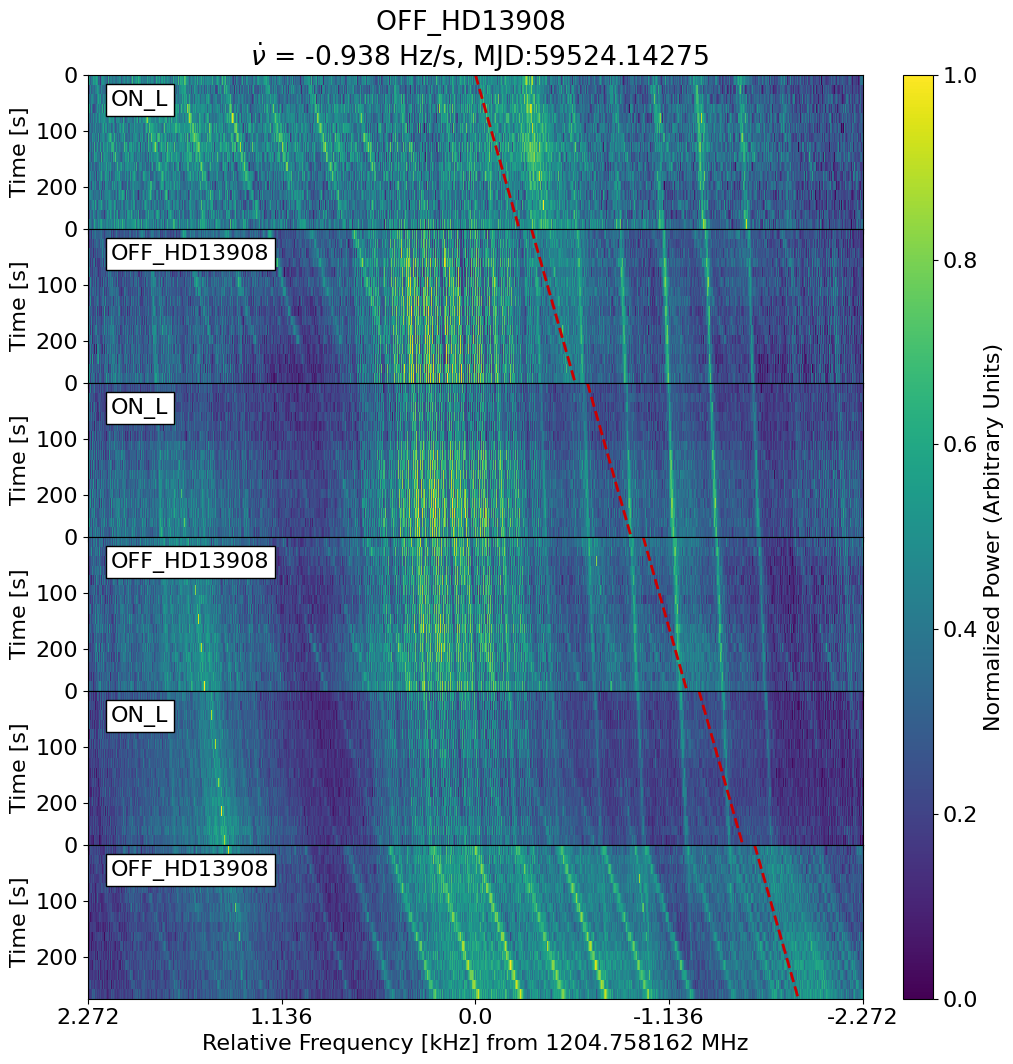 OFF_HD13908
ν̇ = -0.938 Hz/s, MJD:59524.14275
ON_L
OFF_HD13908
ON_L
OFF_HD13908
ON_L
OFF_HD13908
Time [s]
0
100
200
Time [s]
0
100
200
Time [s]
0
100
200
Time [s]
0
100
200
Time [s]
0
100
200
Time [s]
0
100
200
2.272 1.136 0.0 -1.136 -2.272
Relative Frequency [kHz] from 1204.758162 MHz
1.0
0.8
0.6
0.4
0.2
0.0
Normalized Power (Arbitrary Units)